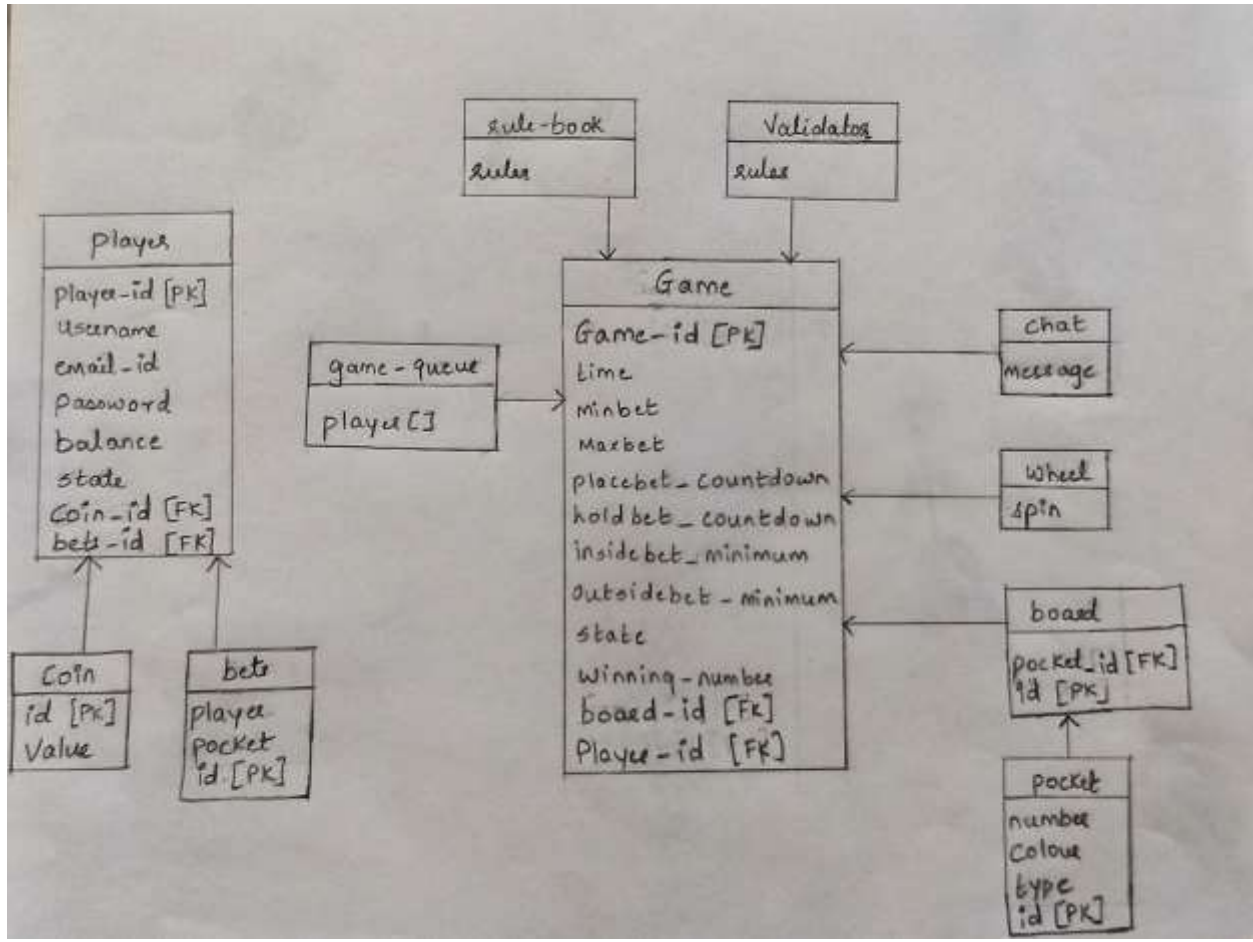 rule-book
rules
Validator
rules
player
player-id [PK]
username
email-id
password
balance
state
Coin-id [FK]
bets-id [FK]
Coin
id [PK]
Value
bets
player
pocket
id [PK]
game-queue
player[]
Game
Game-id [PK]
time
minbet
Maxbet
placebet_countdown
holdbet_countdown
insidebet_minimum
Outsidebet-minimum
state
Winning-number
board-id [FK]
Player-id [FK]
chat
message
Wheel
spin
board
pocket_id [FK]
id [PK]
pocket
number
Colour
type
id [PK]